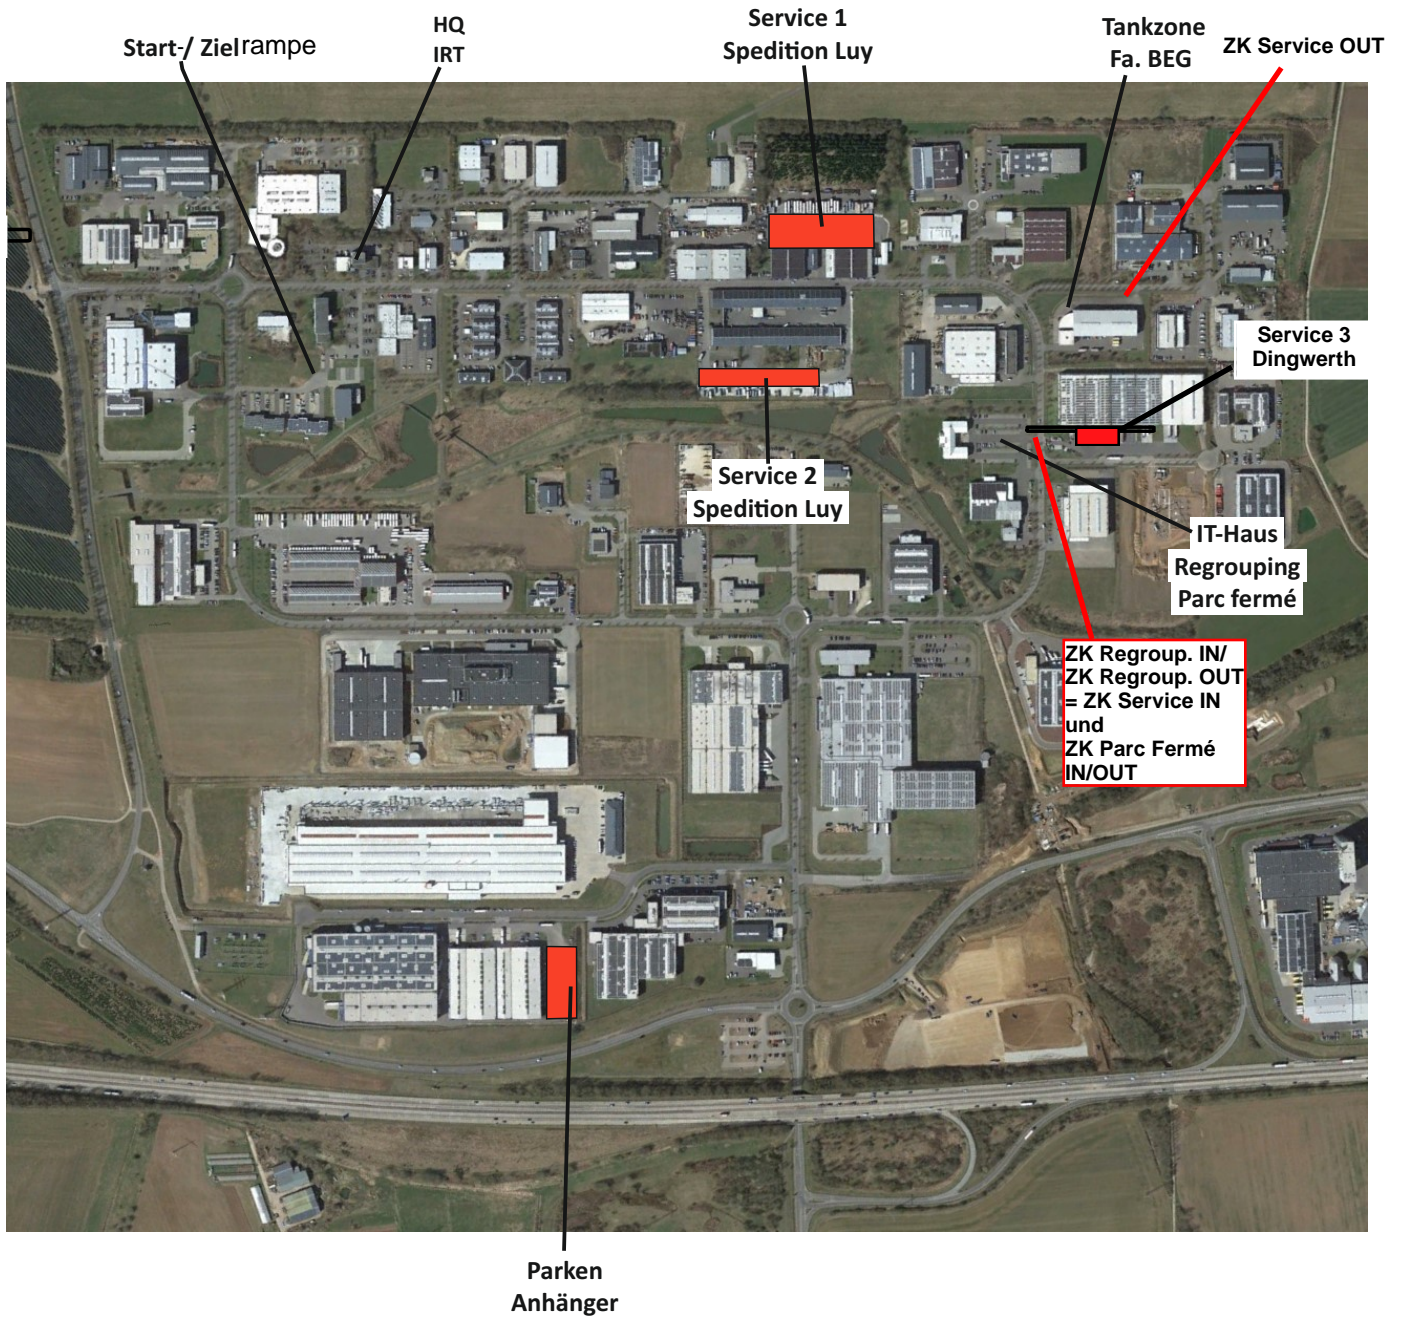 Start-/ Zielrampe
HQ
IRT
Service 1
Spedition Luy
Tankzone
Fa. BEG
ZK Service OUT
Service 3
Dingwerth
Service 2
Spedition Luy
IT-Haus
Regrouping
Parc fermé
ZK Regroup. IN/
ZK Regroup. OUT
= ZK Service IN
und
ZK Parc Fermé
IN/OUT
Parken
Anhänger